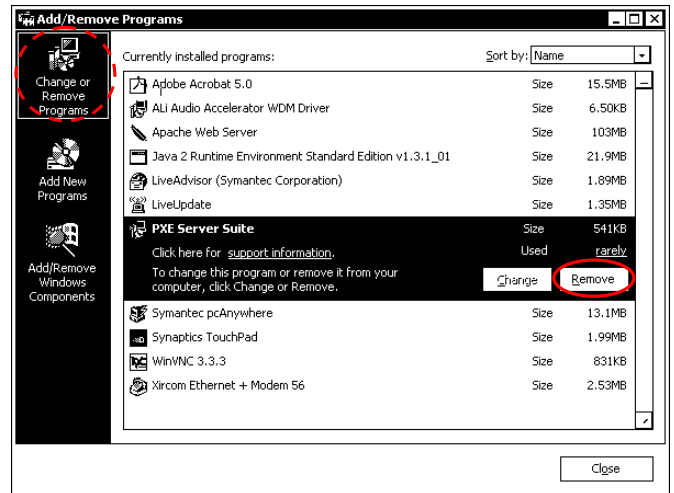 Add/Remove Programs
Change or
Remove
Programs
Add New
Programs
Add/Remove
Windows
Components
Currently installed programs:
Sort by: Name
Adobe Acrobat 5.0 Size 15.5MB
ALi Audio Accelerator WDM Driver Size 6.50KB
Apache Web Server Size 103MB
Java 2 Runtime Environment Standard Edition v1.3.1_01 Size 21.9MB
LiveAdvisor (Symantec Corporation) Size 1.89MB
LiveUpdate Size 1.35MB
PXE Server Suite Size 541KB
Click here for support information. Used rarely
To change this program or remove it from your
computer, click Change or Remove.
Change Remove
Symantec pcAnywhere Size 13.1MB
Synaptics TouchPad Size 1.99MB
WinVNC 3.3.3 Size 831KB
Xircom Ethernet + Modem 56 Size 2.53MB
Close